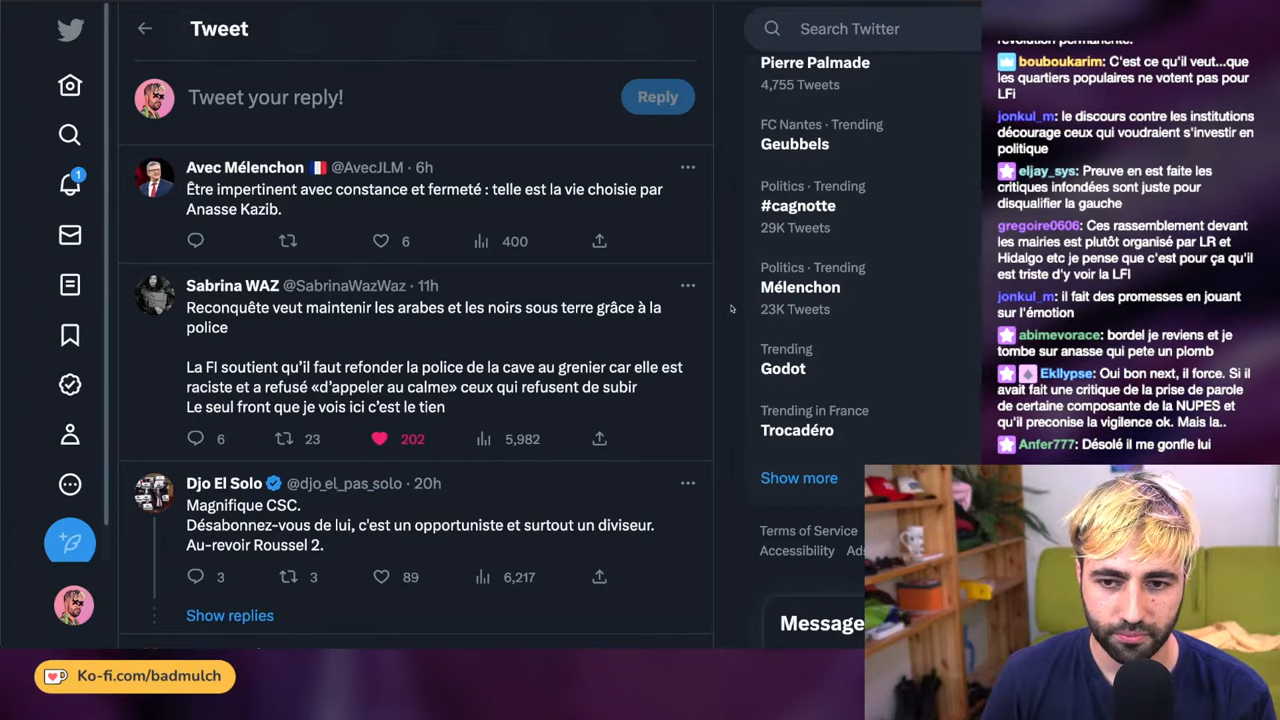 Tweet
Tweet your reply!
Reply
Avec Mélenchon 🇫🇷 @AvecJLM · 6h
Être impertinent avec constance et fermeté : telle est la vie choisie par
Anasse Kazib.
6
400
Sabrina WAZ @SabrinaWazWaz · 11h
Reconquête veut maintenir les arabes et les noirs sous terre grâce à la
police
La FI soutient qu’il faut refonder la police de la cave au grenier car elle est
raciste et a refusé «d’appeler au calme» ceux qui refusent de subir
Le seul front que je vois ici c’est le tien
6
23
202
5,982
Djo El Solo @djo_el_pas_solo · 20h
Magnifique CSC.
Désabonnez-vous de lui, c'est un opportuniste et surtout un diviseur.
Au-revoir Roussel 2.
3
3
89
6,217
Show replies
1
Search Twitter
Pierre Palmade
4,755 Tweets
FC Nantes · Trending
Geubbels
Politics · Trending
#cagnotte
29K Tweets
Politics · Trending
Mélenchon
23K Tweets
Trending
Godot
Trending in France
Trocadéro
Show more
Terms of Service
Accessibility
Message
révolution permanente.
bouboukarim: C'est ce qu'il veut...que
les quartiers populaires ne votent pas pour
LFi
jonkul_m: le discours contre les institutions
décourage ceux qui voudraient s'investir en
politique
eljay_sys: Preuve en est faite les
critiques infondées sont juste pour
disqualifier la gauche
gregoire0606: Ces rassemblement devant
les mairies est plutôt organisé par LR et
Hidalgo etc je pense que c'est pour ça qu'il
est triste d'y voir la LFI
jonkul_m: il fait des promesses en jouant
sur l'émotion
abimevorace: bordel je reviens et je
tombe sur anasse qui pete un plomb
Ekllypse: Oui bon next, il force. Si il
avait fait une critique de la prise de parole
de certaine composante de la NUPES et
qu'il preconise la vigilence ok. Mais la..
Anfer777: Désolé il me gonfle lui
Ko-fi.com/badmulch